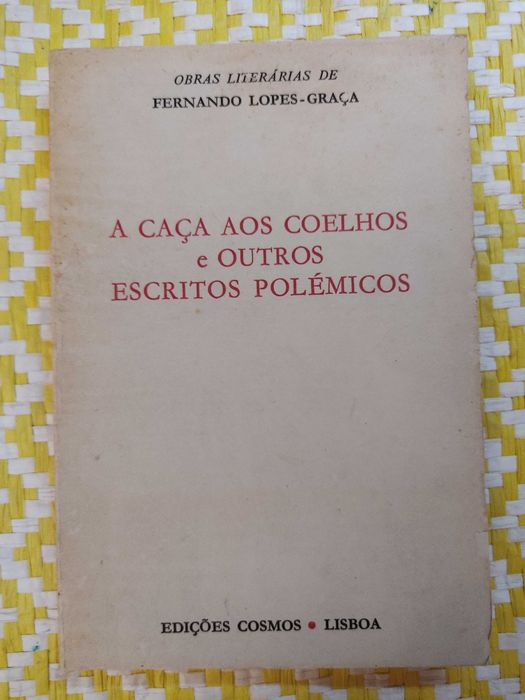 OBRAS LITERÁRIAS DE
FERNANDO LOPES-GRAÇA
A CAÇA AOS COELHOS
e OUTROS
ESCRITOS POLÉMICOS
EDIÇÕES COSMOS • LISBOA